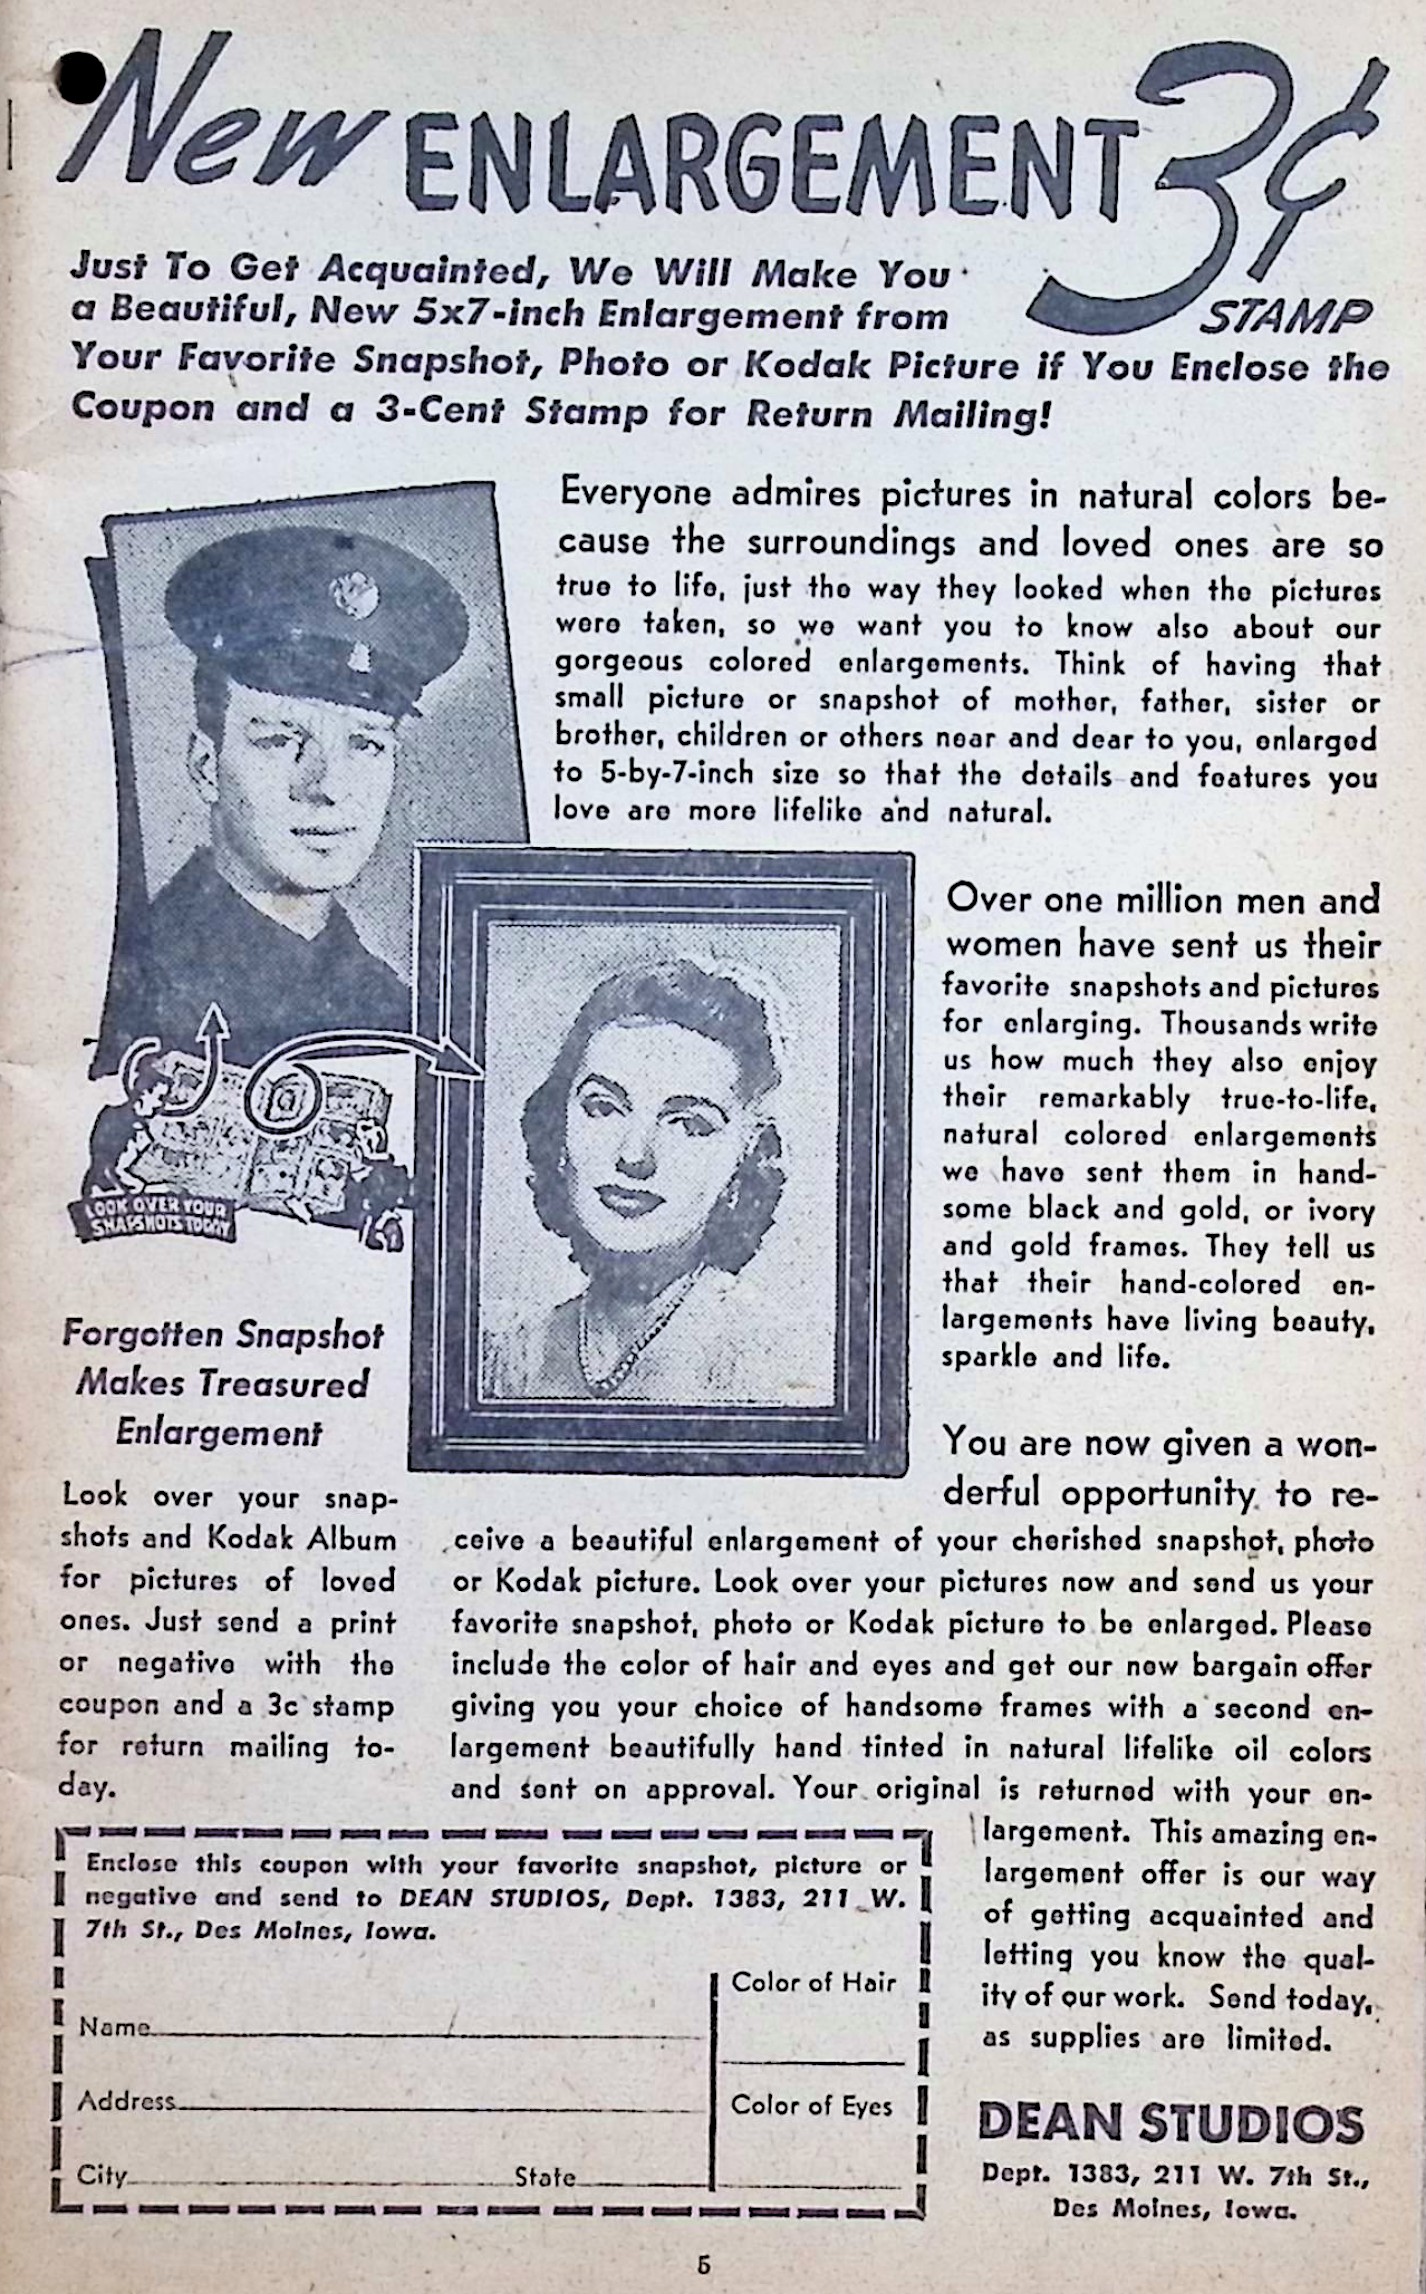 New ENLARGEMENT 3¢
STAMP
Just To Get Acquainted, We Will Make You
a Beautiful, New 5x7-inch Enlargement from
Your Favorite Snapshot, Photo or Kodak Picture if You Enclose the
Coupon and a 3-Cent Stamp for Return Mailing!
Everyone admires pictures in natural colors be-
cause the surroundings and loved ones are so
true to life, just the way they looked when the pictures
were taken, so we want you to know also about our
gorgeous colored enlargements. Think of having that
small picture or snapshot of mother, father, sister or
brother, children or others near and dear to you, enlarged
to 5-by-7-inch size so that the details and features you
love are more lifelike and natural.
Over one million men and
women have sent us their
favorite snapshots and pictures
for enlarging. Thousands write
us how much they also enjoy
their remarkably true-to-life,
natural colored enlargements
we have sent them in hand-
some black and gold, or ivory
and gold frames. They tell us
that their hand-colored en-
largements have living beauty,
sparkle and life.
LOOK OVER YOUR
SNAPSHOTS TODAY
Forgotten Snapshot
Makes Treasured
Enlargement
Look over your snap-
shots and Kodak Album
for pictures of loved
ones. Just send a print
or negative with the
coupon and a 3c stamp
for return mailing to-
day.
You are now given a won-
derful opportunity to re-
ceive a beautiful enlargement of your cherished snapshot, photo
or Kodak picture. Look over your pictures now and send us your
favorite snapshot, photo or Kodak picture to be enlarged. Please
include the color of hair and eyes and get our new bargain offer
giving you your choice of handsome frames with a second en-
largement beautifully hand tinted in natural lifelike oil colors
and sent on approval. Your original is returned with your en-
largement. This amazing en-
largement offer is our way
of getting acquainted and
letting you know the qual-
ity of our work. Send today,
as supplies are limited.
Enclose this coupon with your favorite snapshot, picture or
negative and send to DEAN STUDIOS, Dept. 1383, 211 W.
7th St., Des Moines, Iowa.
Name
Address
City State
Color of Hair
Color of Eyes
DEAN STUDIOS
Dept. 1383, 211 W. 7th St.,
Des Moines, Iowa.
5